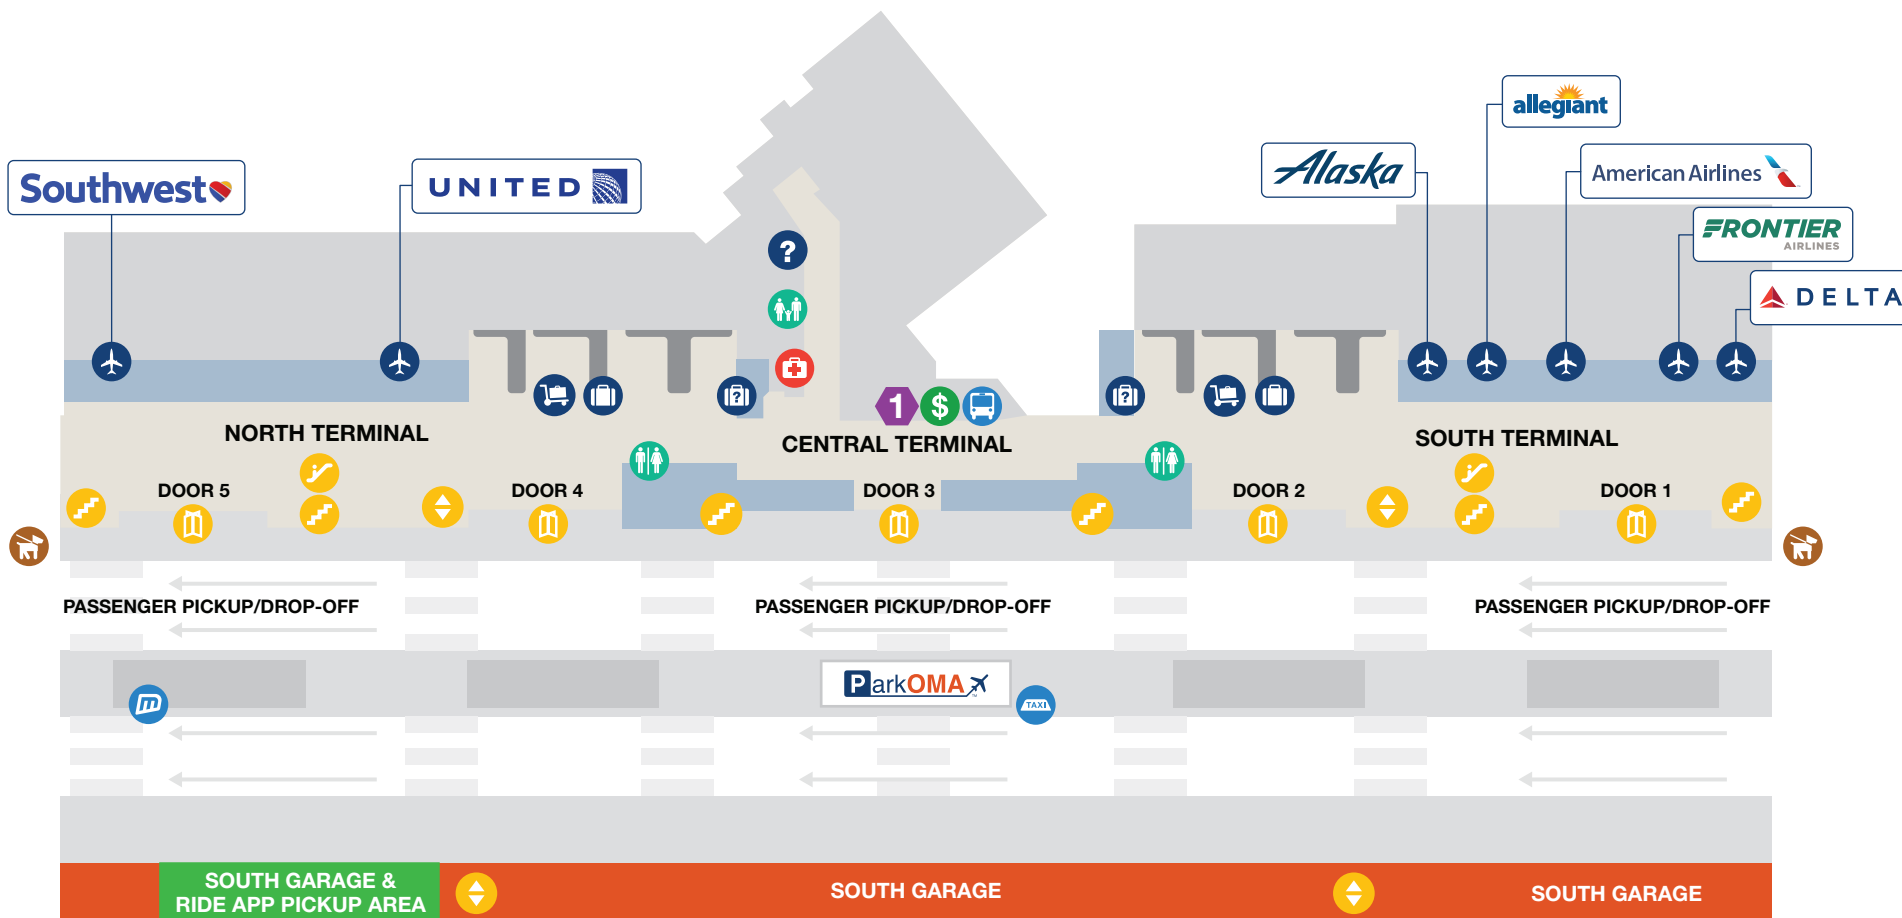 allegiant
Alaska
American Airlines
Southwest
UNITED
FRONTIER
AIRLINES
DELTA
?
?
?
1
$
NORTH TERMINAL
CENTRAL TERMINAL
SOUTH TERMINAL
DOOR 5
DOOR 4
DOOR 3
DOOR 2
DOOR 1
PASSENGER PICKUP/DROP-OFF
PASSENGER PICKUP/DROP-OFF
PASSENGER PICKUP/DROP-OFF
ParkOMA
m
TAXI
SOUTH GARAGE &
RIDE APP PICKUP AREA
SOUTH GARAGE
SOUTH GARAGE